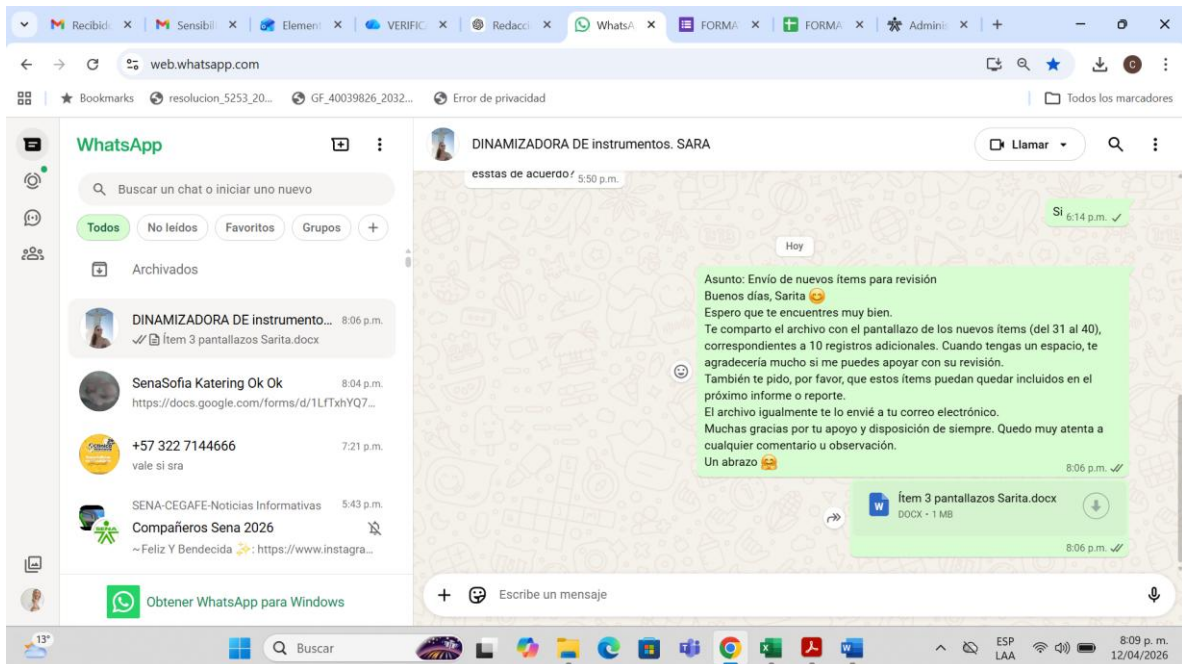 Recibidc
Sensibili
Element
VERIFIC
Redacci
WhatsA
FORMA
FORMA
Adminis
web.whatsapp.com
C
Bookmarks
resolucion_5253_20...
GF_40039826_2032...
Error de privacidad
Todos los marcadores
WhatsApp
Buscar un chat o iniciar uno nuevo
Todos No leídos Favoritos Grupos +
Archivados
DINAMIZADORA DE instrumento... 8:06 p.m.
Ítem 3 pantallazos Sarita.docx
SenaSofia Katering Ok Ok 8:04 p.m.
https://docs.google.com/forms/d/1LfTxhYQ7...
+57 322 7144666 7:21 p.m.
vale si sra
SENA-CEGAFE-Noticias Informativas 5:43 p.m.
Compañeros Sena 2026
~Feliz Y Bendecida ✨: https://www.instagra...
Obtener WhatsApp para Windows
DINAMIZADORA DE instrumentos. SARA
Llamar
esstas de acuerdo? 5:50 p.m.
Si 6:14 p.m.
Hoy
Asunto: Envío de nuevos ítems para revisión
Buenos días, Sarita 😊
Espero que te encuentres muy bien.
Te comparto el archivo con el pantallazo de los nuevos ítems (del 31 al 40),
correspondientes a 10 registros adicionales. Cuando tengas un espacio, te
agradecería mucho si me puedes apoyar con su revisión.
También te pido, por favor, que estos ítems puedan quedar incluidos en el
próximo informe o reporte.
El archivo igualmente te lo envié a tu correo electrónico.
Muchas gracias por tu apoyo y disposición de siempre. Quedo muy atenta a
cualquier comentario u observación.
Un abrazo 🤗
8:06 p.m.
Ítem 3 pantallazos Sarita.docx
DOCX • 1 MB
8:06 p.m.
Escribe un mensaje
13°
Buscar
ESP
LAA
8:09 p. m.
12/04/2026